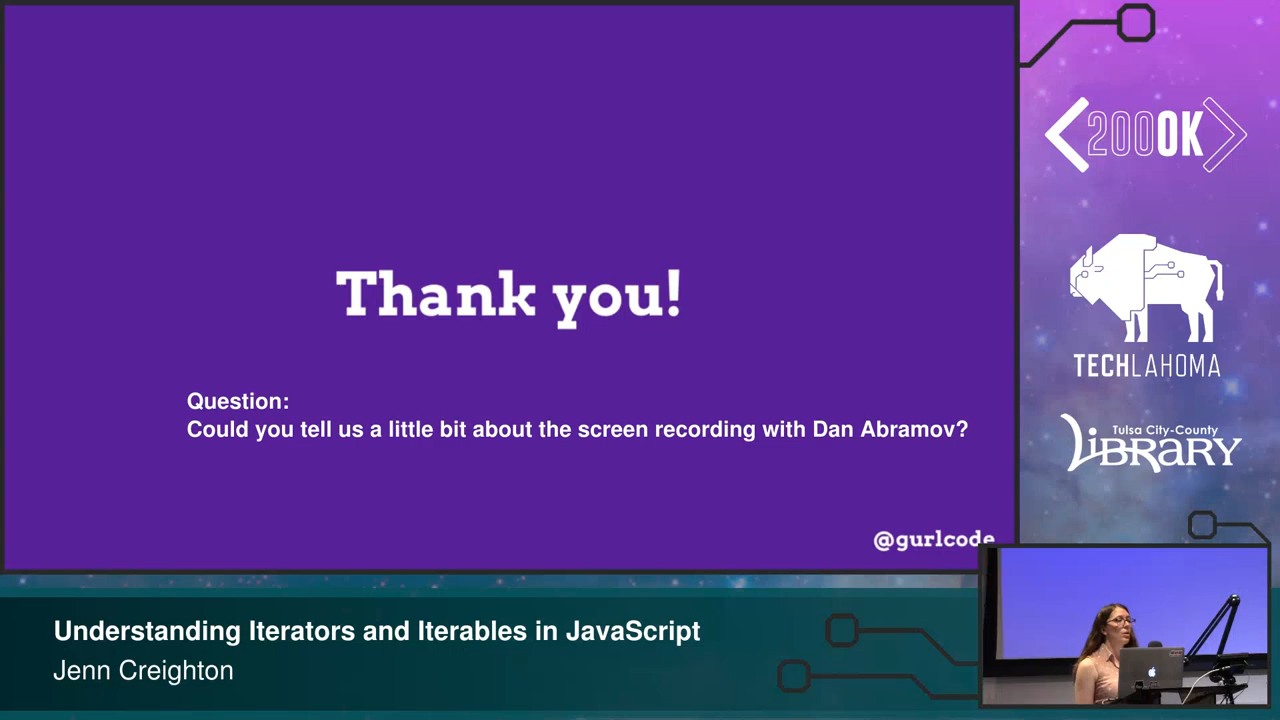 Thank you!
Question:
Could you tell us a little bit about the screen recording with Dan Abramov?
@gurlcode
200OK
TECHLAHOMA
Tulsa City-County
LiBRARY
Understanding Iterators and Iterables in JavaScript
Jenn Creighton